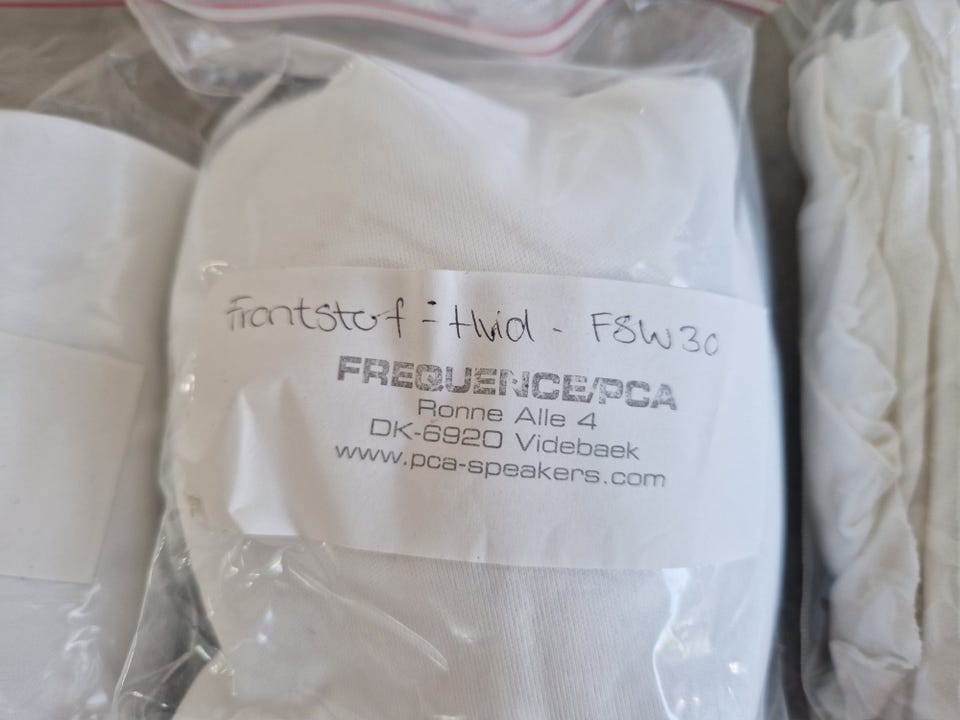 Frontstof - Hvid - FSW30
FREQUENCE/PCA
Ronne Alle 4
DK-6920 Videbaek
www.pca-speakers.com